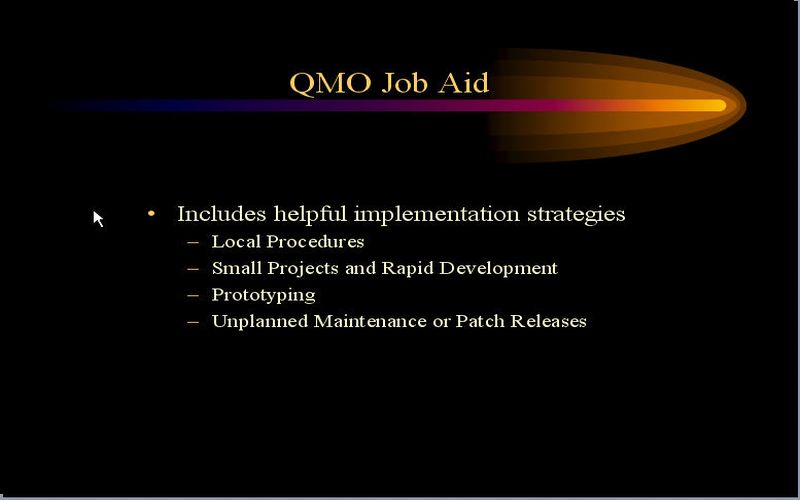 QMO Job Aid
• Includes helpful implementation strategies
– Local Procedures
– Small Projects and Rapid Development
– Prototyping
– Unplanned Maintenance or Patch Releases